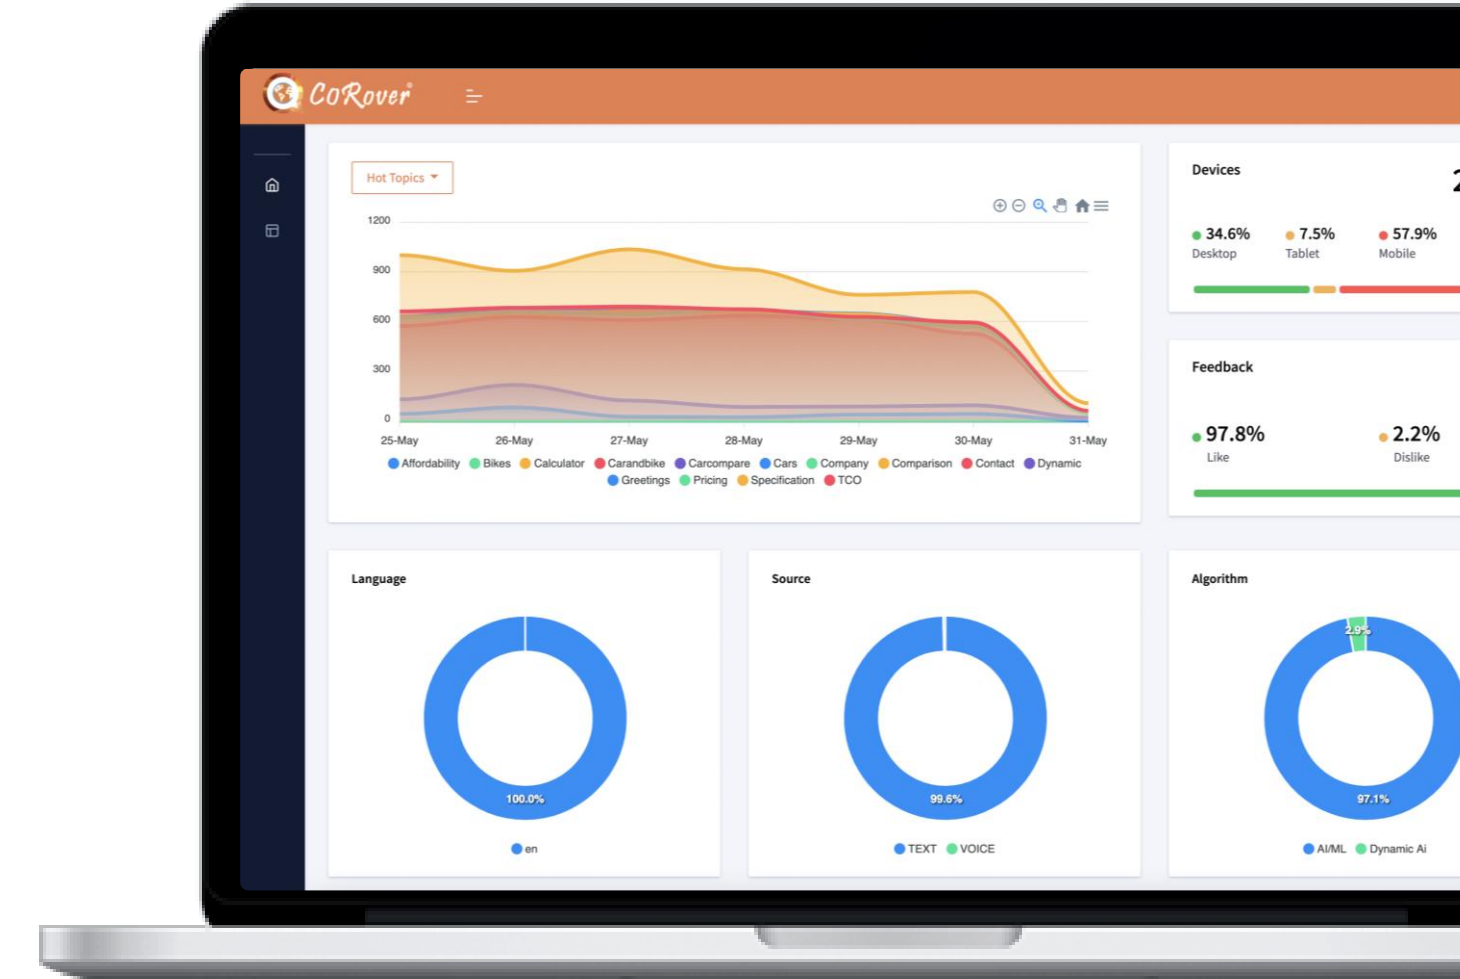 CoRover®
Hot Topics
1200
900
600
300
0
25-May 26-May 27-May 28-May 29-May 30-May 31-May
Affordability Bikes Calculator Carandbike Carcompare Cars Company Comparison Contact Dynamic
Greetings Pricing Specification TCO
Devices
34.6% 7.5% 57.9%
Desktop Tablet Mobile
Feedback
97.8% 2.2%
Like Dislike
Language
100.0%
en
Source
99.6%
TEXT VOICE
Algorithm
2.9%
97.1%
AI/ML Dynamic Ai